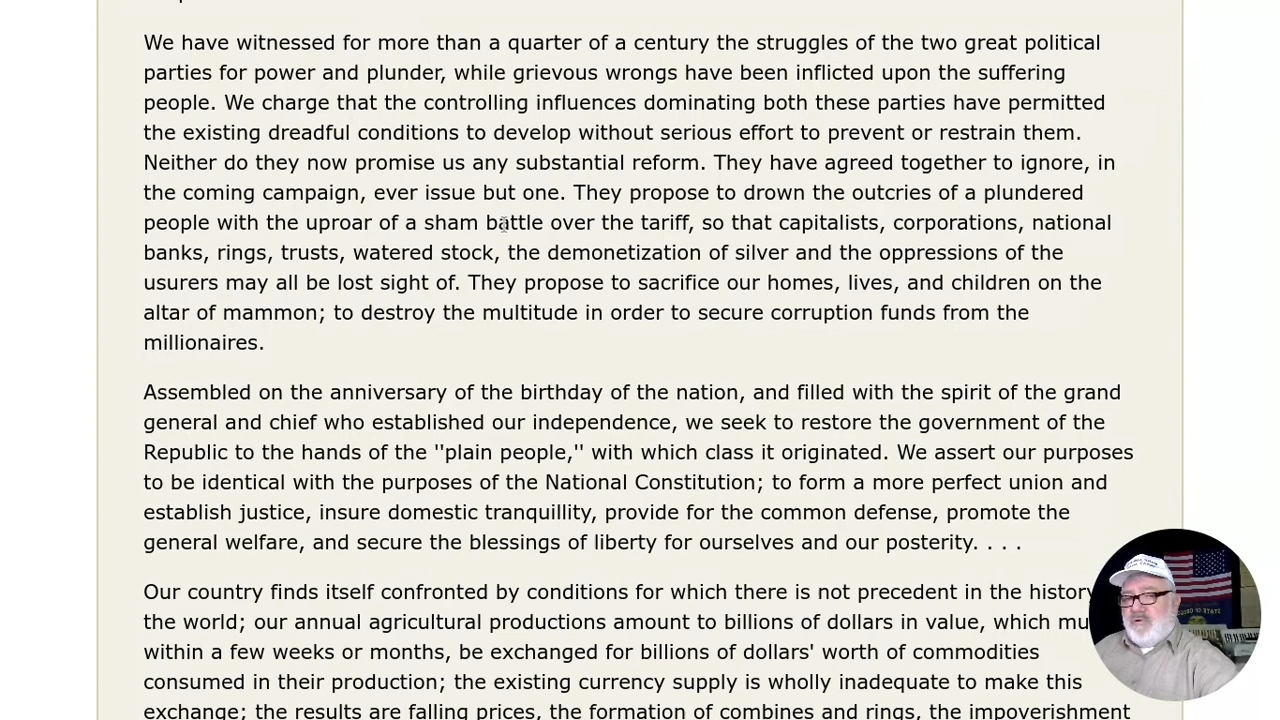 We have witnessed for more than a quarter of a century the struggles of the two great political
parties for power and plunder, while grievous wrongs have been inflicted upon the suffering
people. We charge that the controlling influences dominating both these parties have permitted
the existing dreadful conditions to develop without serious effort to prevent or restrain them.
Neither do they now promise us any substantial reform. They have agreed together to ignore, in
the coming campaign, ever issue but one. They propose to drown the outcries of a plundered
people with the uproar of a sham battle over the tariff, so that capitalists, corporations, national
banks, rings, trusts, watered stock, the demonetization of silver and the oppressions of the
usurers may all be lost sight of. They propose to sacrifice our homes, lives, and children on the
altar of mammon; to destroy the multitude in order to secure corruption funds from the
millionaires.
Assembled on the anniversary of the birthday of the nation, and filled with the spirit of the grand
general and chief who established our independence, we seek to restore the government of the
Republic to the hands of the "plain people," with which class it originated. We assert our purposes
to be identical with the purposes of the National Constitution; to form a more perfect union and
establish justice, insure domestic tranquillity, provide for the common defense, promote the
general welfare, and secure the blessings of liberty for ourselves and our posterity. . . .
Our country finds itself confronted by conditions for which there is not precedent in the history
the world; our annual agricultural productions amount to billions of dollars in value, which
within a few weeks or months, be exchanged for billions of dollars' worth of commodities
consumed in their production; the existing currency supply is wholly inadequate to make this
exchange; the results are falling prices, the formation of combines and rings, the impoverishment